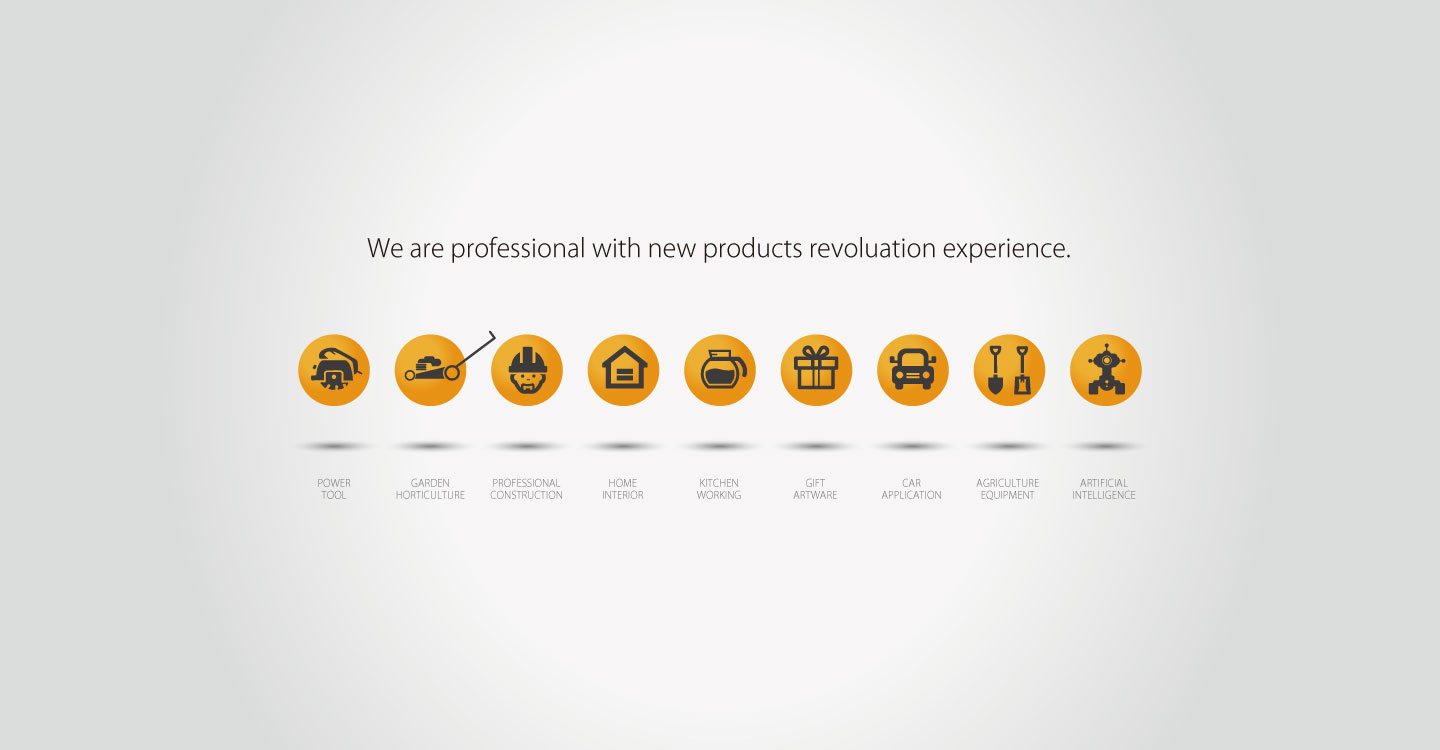 We are professional with new products revoluation experience.
POWER
TOOL
GARDEN
HORTICULTURE
PROFESSIONAL
CONSTRUCTION
HOME
INTERIOR
KITCHEN
WORKING
GIFT
ARTWARE
CAR
APPLICATION
AGRICULTURE
EQUIPMENT
ARTIFICIAL
INTELLIGENCE